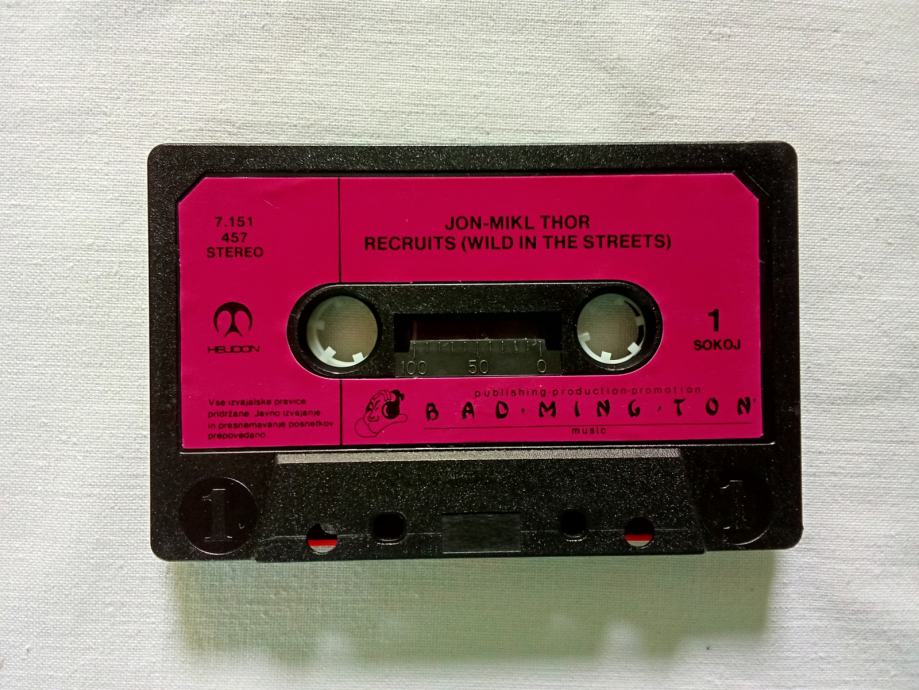 7.151
457
STEREO
JON-MIKL THOR
RECRUITS (WILD IN THE STREETS)
HELIDON
1
SOKOJ
100 50 0
Vse izvajalske pravice
pridržane. Javno izvajanje
in presnemavanje posnetkov
prepovedano.
publishing·production·promotion
BAD·MING·TON
music
1
1